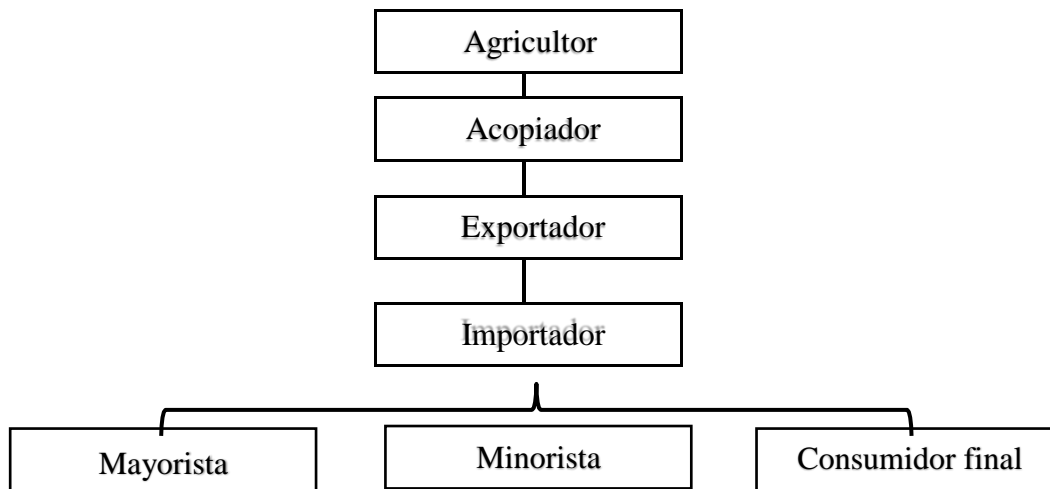 Agricultor
Acopiador
Exportador
Importador
Mayorista
Minorista
Consumidor final